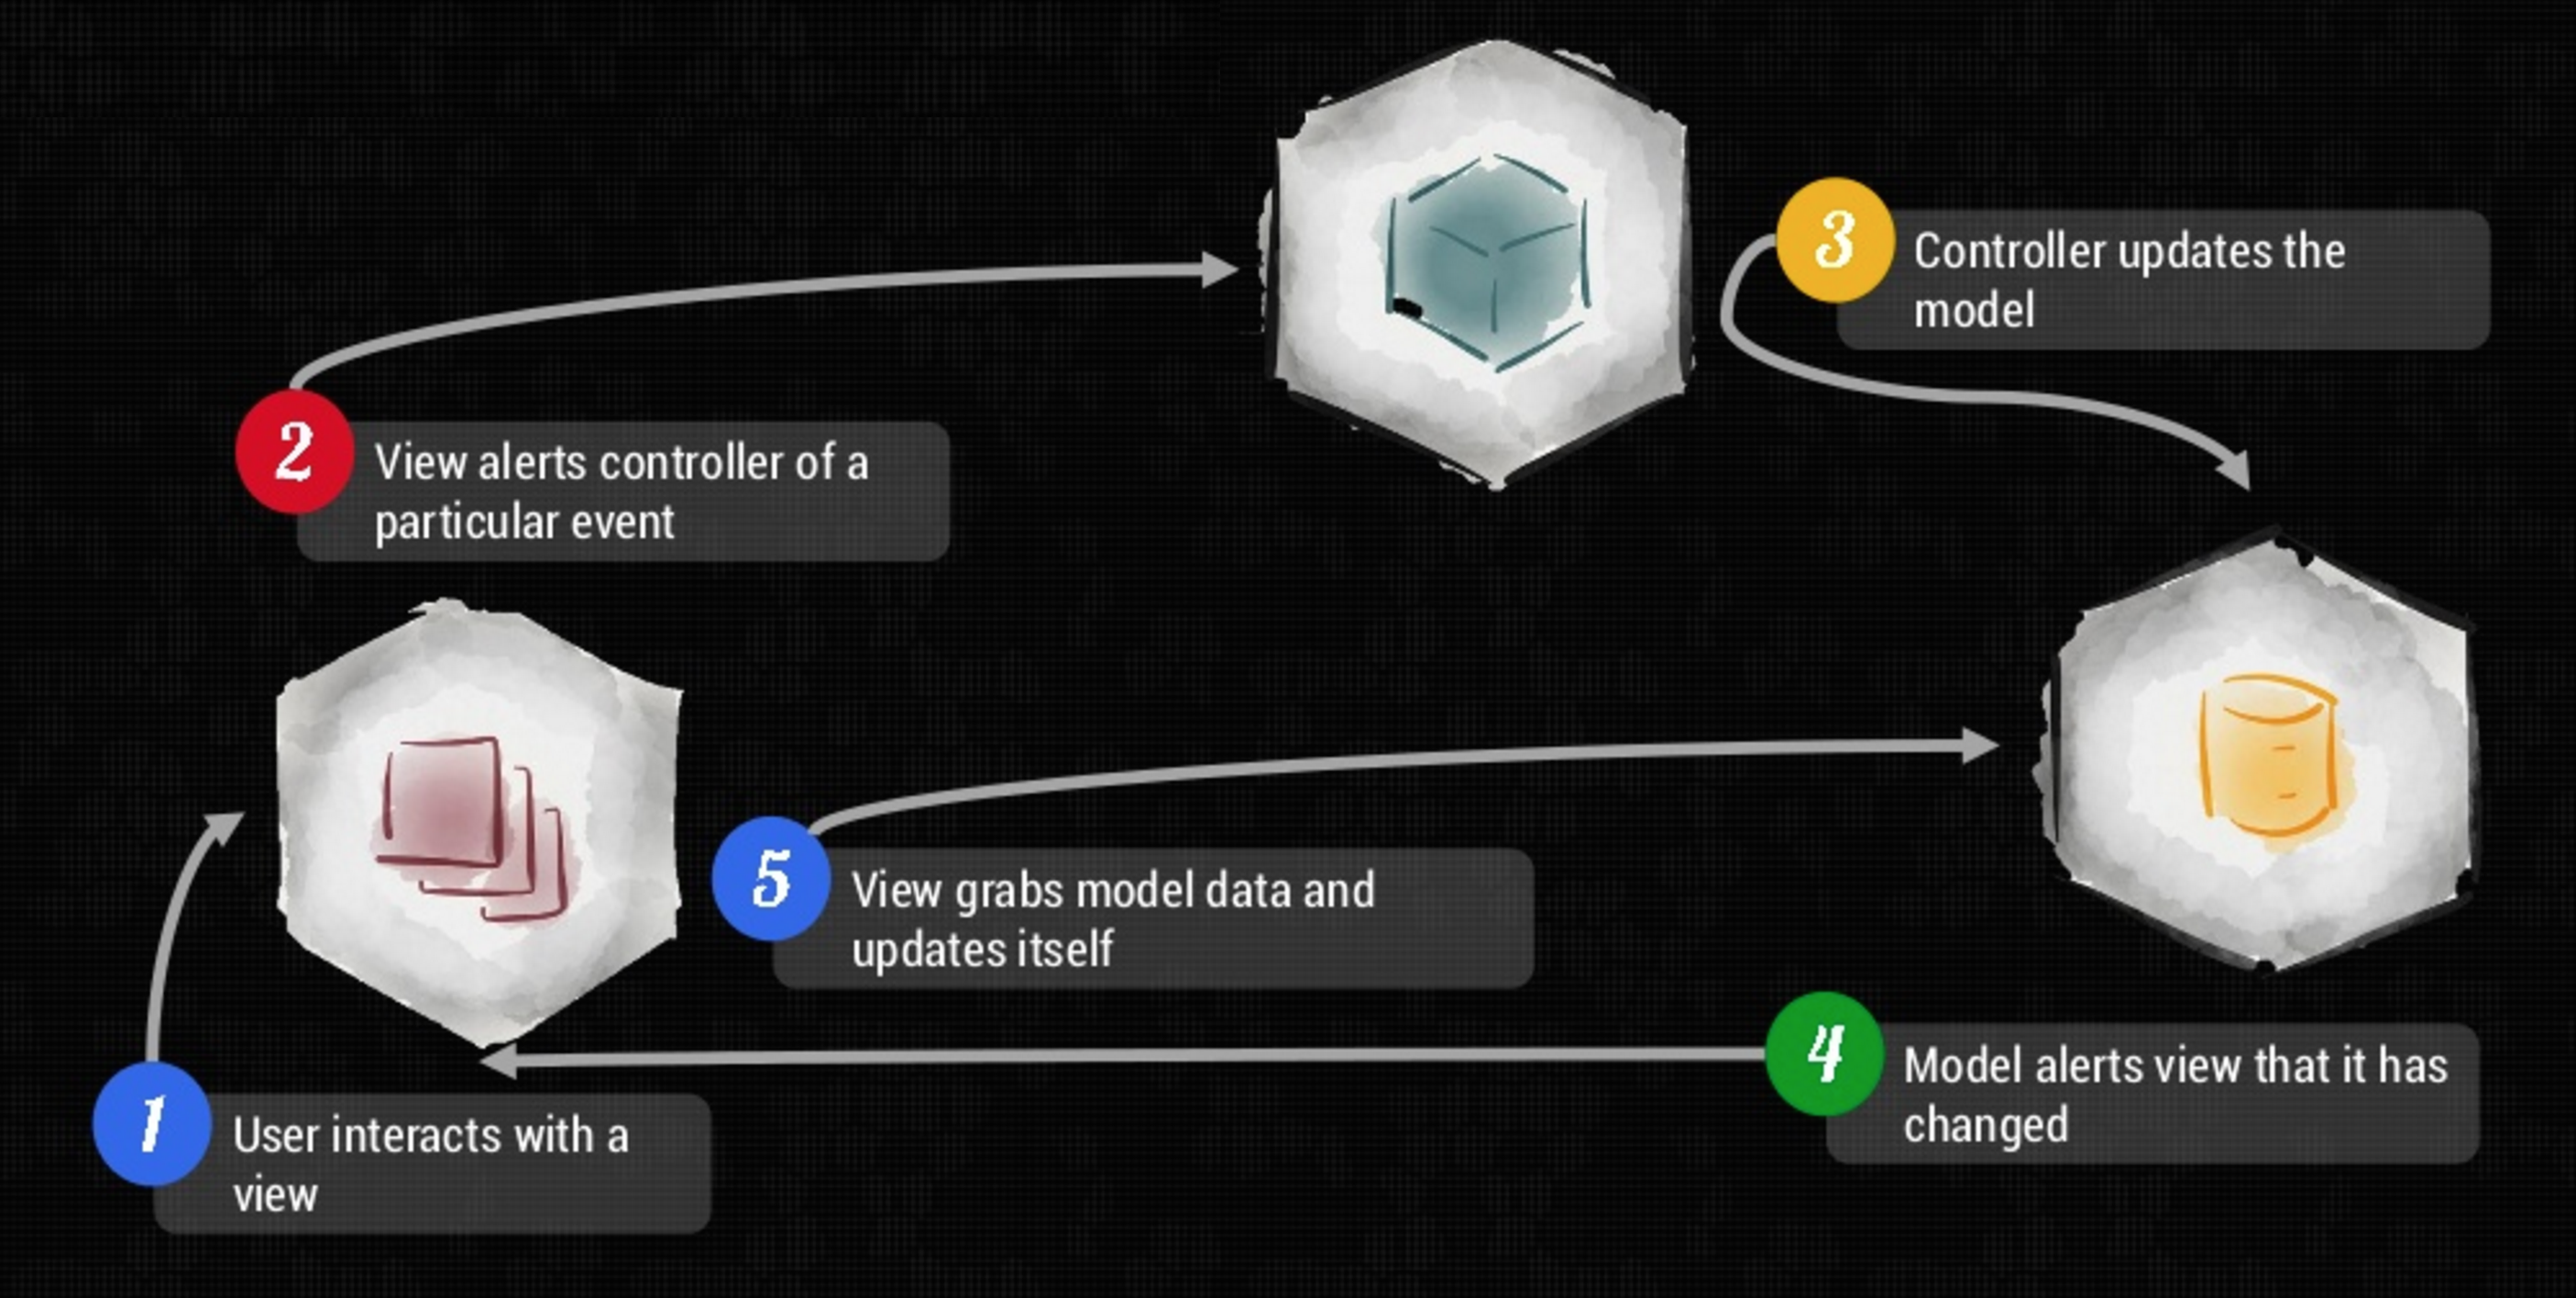 3
Controller updates the
model
2
View alerts controller of a
particular event
5
View grabs model data and
updates itself
4
Model alerts view that it has
changed
1
User interacts with a
view